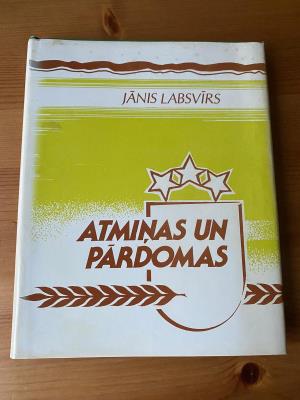 JĀNIS LABSVĪRS
ATMIŅAS UN
PĀRDOMAS